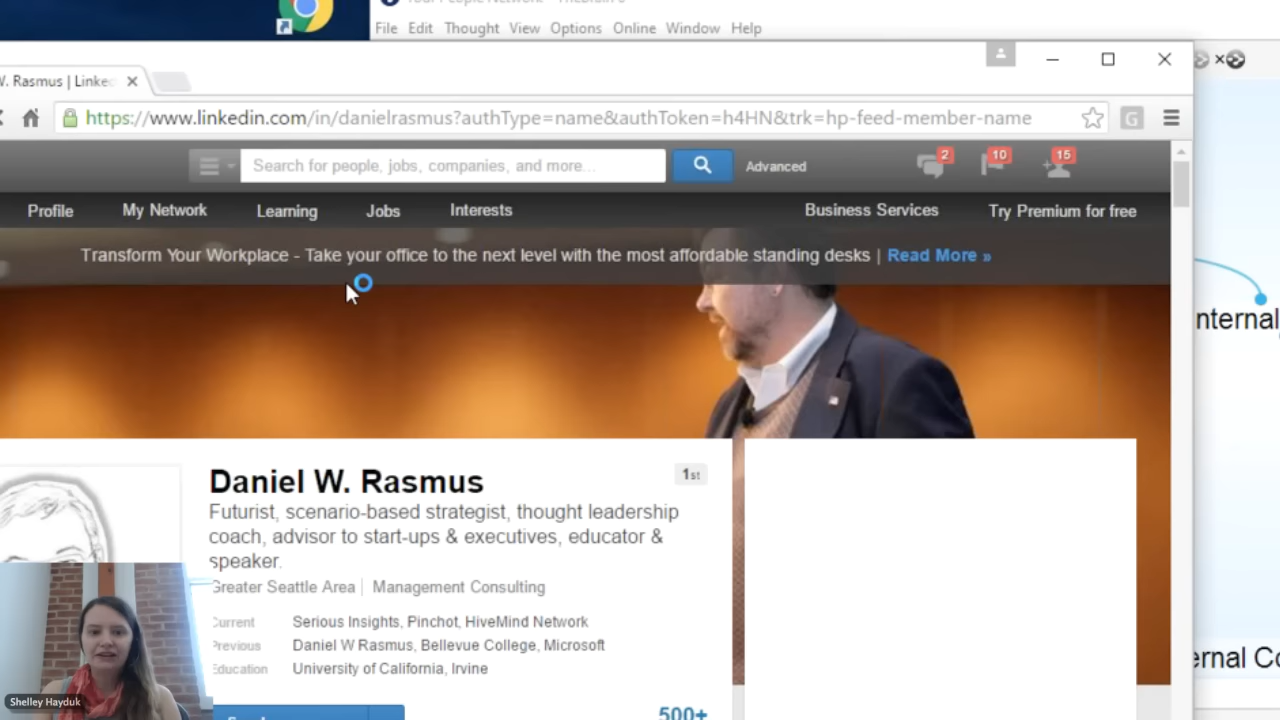 File Edit Thought View Options Online Window Help
W. Rasmus | Linke
https://www.linkedin.com/in/danielrasmus?authType=name&authToken=h4HN&trk=hp-feed-member-name
G
Search for people, jobs, companies, and more...
Advanced
2
10
15
Profile My Network Learning Jobs Interests Business Services Try Premium for free
Transform Your Workplace - Take your office to the next level with the most affordable standing desks | Read More »
nternal
Daniel W. Rasmus
1st
Futurist, scenario-based strategist, thought leadership
coach, advisor to start-ups & executives, educator &
speaker.
Greater Seattle Area | Management Consulting
Current Serious Insights, Pinchot, HiveMind Network
Previous Daniel W Rasmus, Bellevue College, Microsoft
Education University of California, Irvine
ernal Co
Shelley Hayduk
500+